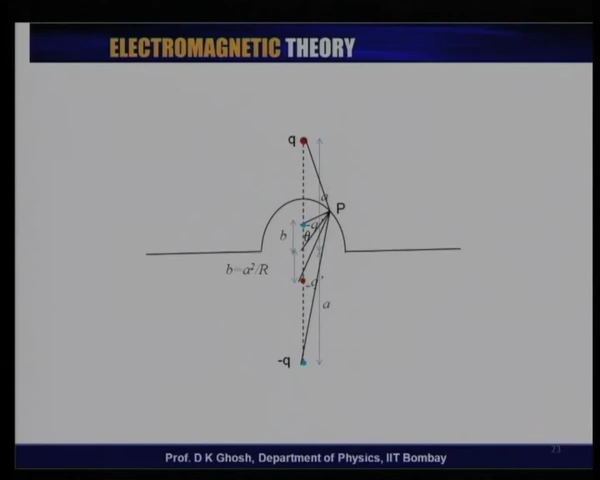 ELECTROMAGNETIC THEORY
q
a
P
b
θ
b=a²/R
a
-q
Prof. D K Ghosh, Department of Physics, IIT Bombay